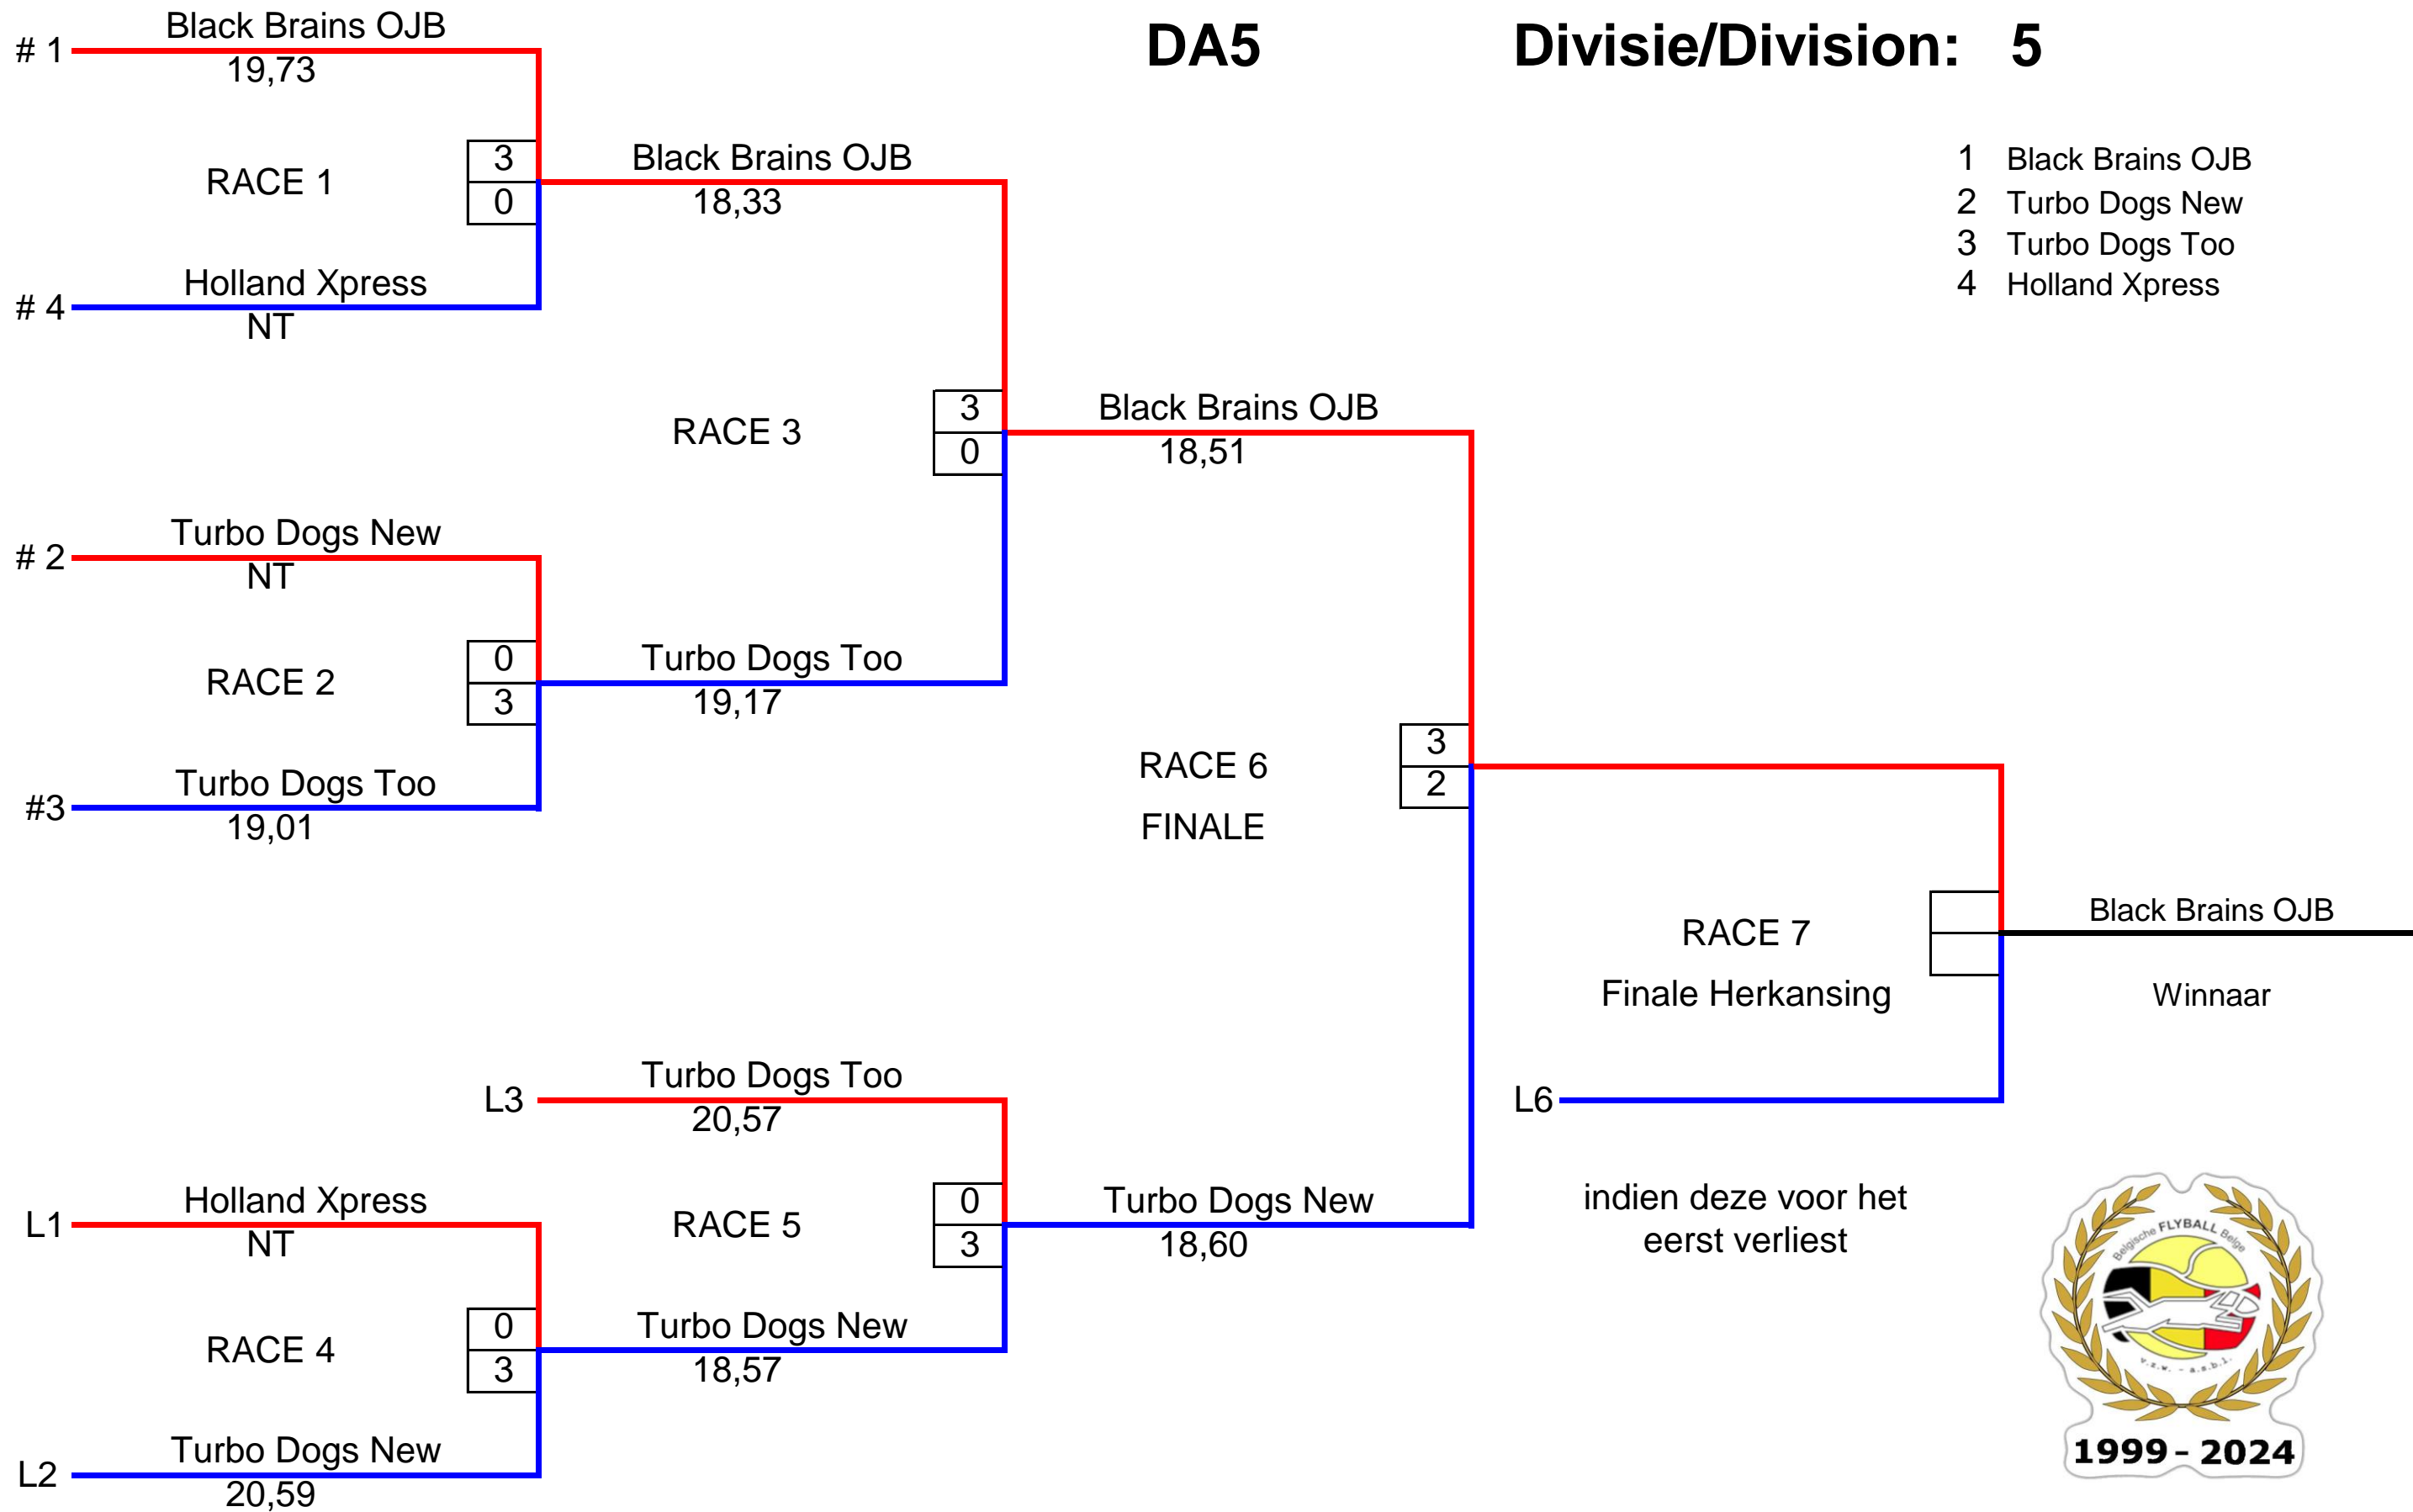 DA5 Divisie/Division: 5
# 1 Black Brains OJB
19,73
RACE 1
3
0
# 4 Holland Xpress
NT
Black Brains OJB
18,33
1 Black Brains OJB
2 Turbo Dogs New
3 Turbo Dogs Too
4 Holland Xpress
RACE 3
3
0
Black Brains OJB
18,51
# 2 Turbo Dogs New
NT
RACE 2
0
3
Turbo Dogs Too
19,17
#3 Turbo Dogs Too
19,01
RACE 6
FINALE
3
2
RACE 7
Finale Herkansing
Black Brains OJB
Winnaar
L3 Turbo Dogs Too
20,57
L6
indien deze voor het
eerst verliest
L1 Holland Xpress
NT
RACE 5
0
3
Turbo Dogs New
18,60
RACE 4
0
3
Turbo Dogs New
18,57
L2 Turbo Dogs New
20,59
Belgische FLYBALL Belge
v.z.w. - a.s.b.l.
1999 - 2024